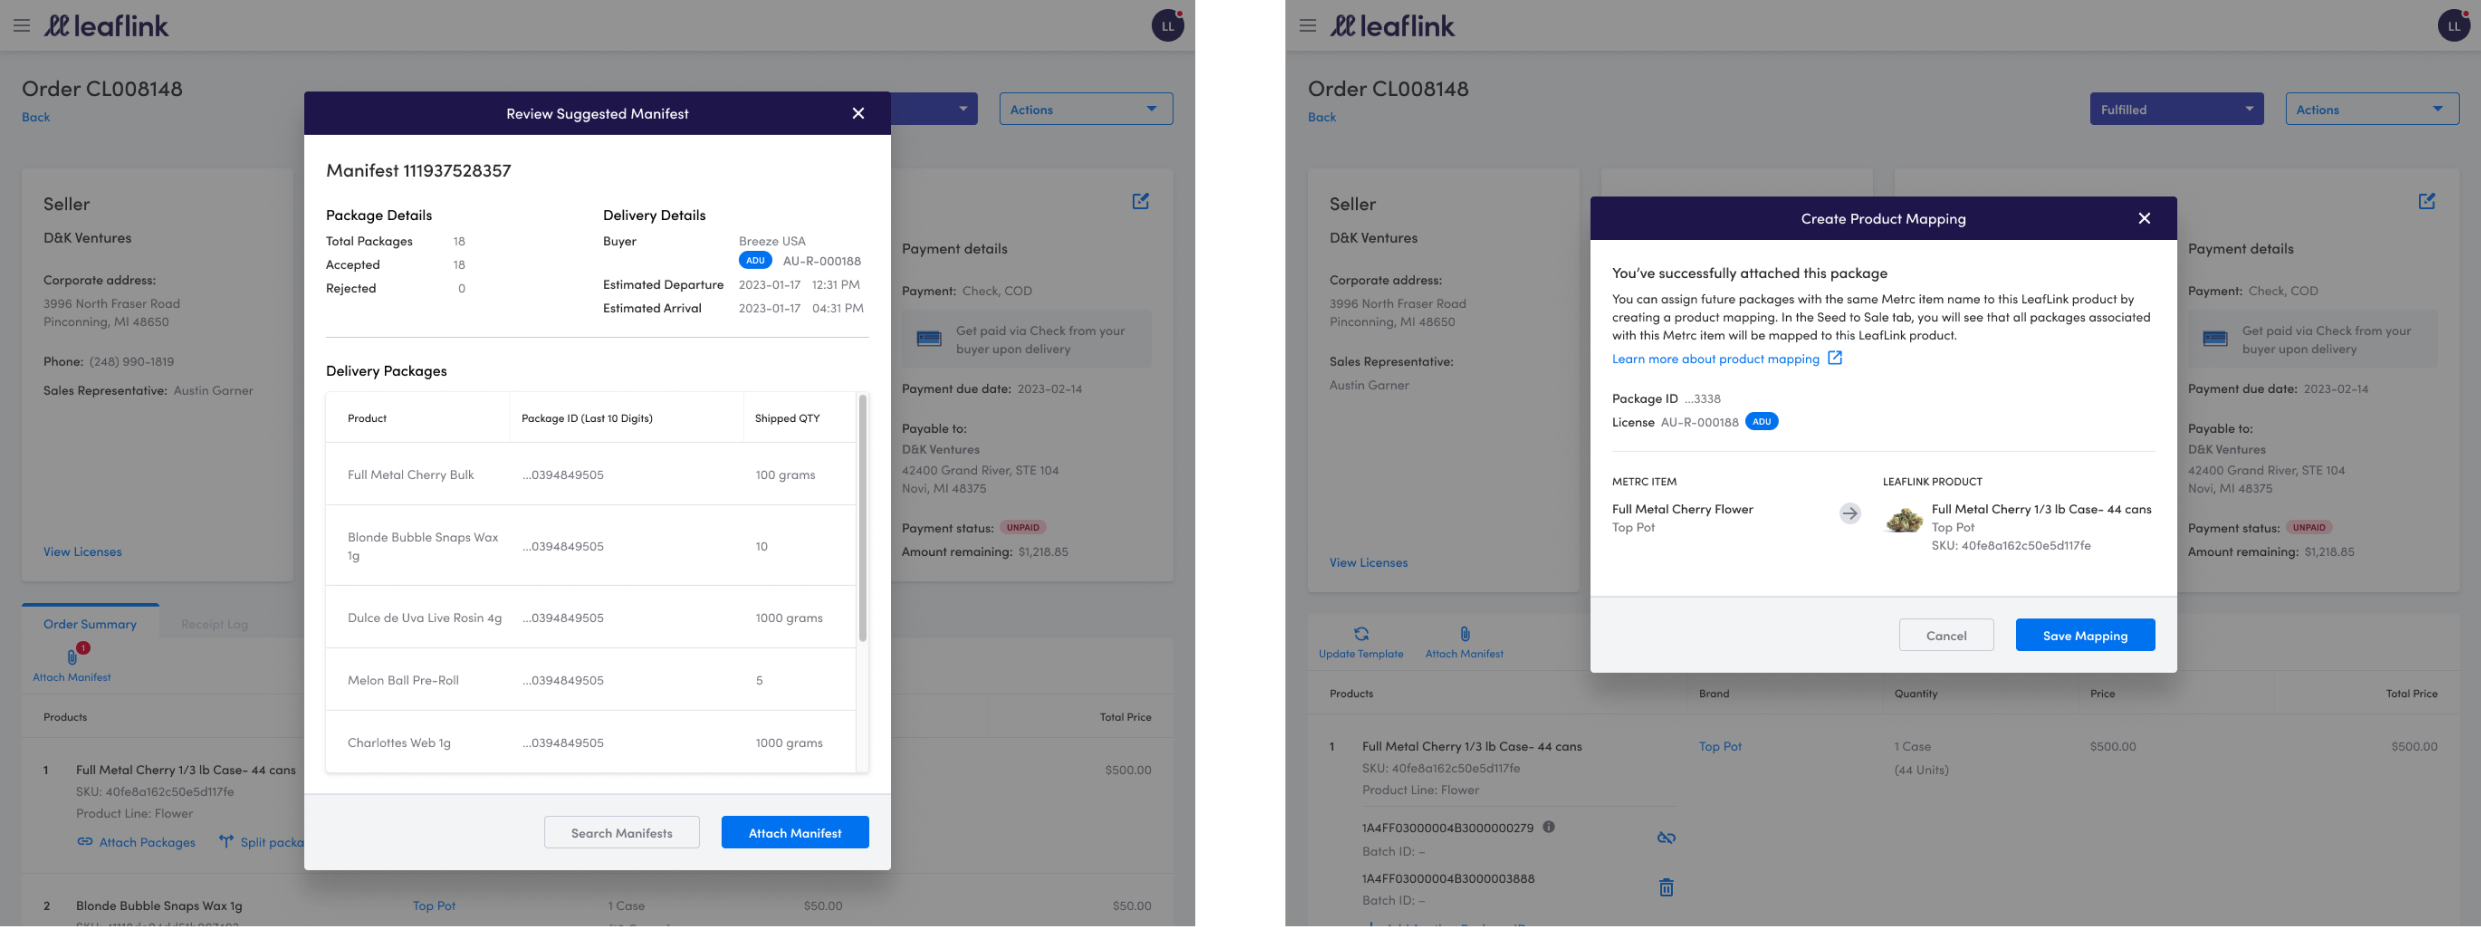 leaflink
LL
Order CL008148
Back
Actions
Review Suggested Manifest
Manifest 111937528357
Package Details
Total Packages 18
Accepted 18
Rejected 0
Delivery Details
Buyer Breeze USA
ADU AU-R-000188
Estimated Departure 2023-01-17 12:31 PM
Estimated Arrival 2023-01-17 04:31 PM
Delivery Packages
Product Package ID (Last 10 Digits) Shipped QTY
Full Metal Cherry Bulk ...0394849505 100 grams
Blonde Bubble Snaps Wax
1g ...0394849505 10
Dulce de Uva Live Rosin 4g ...0394849505 1000 grams
Melon Ball Pre-Roll ...0394849505 5
Charlottes Web 1g ...0394849505 1000 grams
Search Manifests Attach Manifest
Seller
D&K Ventures
Corporate address:
3996 North Fraser Road
Pinconning, MI 48650
Phone: (248) 990-1819
Sales Representative: Austin Garner
View Licenses
Payment details
Payment: Check, COD
Get paid via Check from your
buyer upon delivery
Payment due date: 2023-02-14
Payable to:
D&K Ventures
42400 Grand River, STE 104
Novi, MI 48375
Payment status: UNPAID
Amount remaining: $1,218.85
Order Summary Receipt Log
1
Attach Manifest
Products Total Price
1 Full Metal Cherry 1/3 lb Case- 44 cans $500.00
SKU: 40fe8a162c50e5d117fe
Product Line: Flower
Attach Packages Split packa
2 Blonde Bubble Snaps Wax 1g Top Pot 1 Case $50.00 $50.00
leaflink
LL
Order CL008148
Back
Fulfilled Actions
Create Product Mapping
You've successfully attached this package
You can assign future packages with the same Metrc item name to this LeafLink product by
creating a product mapping. In the Seed to Sale tab, you will see that all packages associated
with this Metrc item will be mapped to this LeafLink product.
Learn more about product mapping
Package ID ...3338
License AU-R-000188 ADU
METRC ITEM
Full Metal Cherry Flower
Top Pot
LEAFLINK PRODUCT
Full Metal Cherry 1/3 lb Case- 44 cans
Top Pot
SKU: 40fe8a162c50e5d117fe
Cancel Save Mapping
Seller
D&K Ventures
Corporate address:
3996 North Fraser Road
Pinconning, MI 48650
Sales Representative:
Austin Garner
View Licenses
Payment details
Payment: Check, COD
Get paid via Check from your
buyer upon delivery
Payment due date: 2023-02-14
Payable to:
D&K Ventures
42400 Grand River, STE 104
Novi, MI 48375
Payment status: UNPAID
Amount remaining: $1,218.85
Update Template Attach Manifest
Products Brand Quantity Price Total Price
1 Full Metal Cherry 1/3 lb Case- 44 cans Top Pot 1 Case $500.00 $500.00
SKU: 40fe8a162c50e5d117fe (44 Units)
Product Line: Flower
1A4FF03000004B3000000279
Batch ID: –
1A4FF03000004B3000003888
Batch ID: –